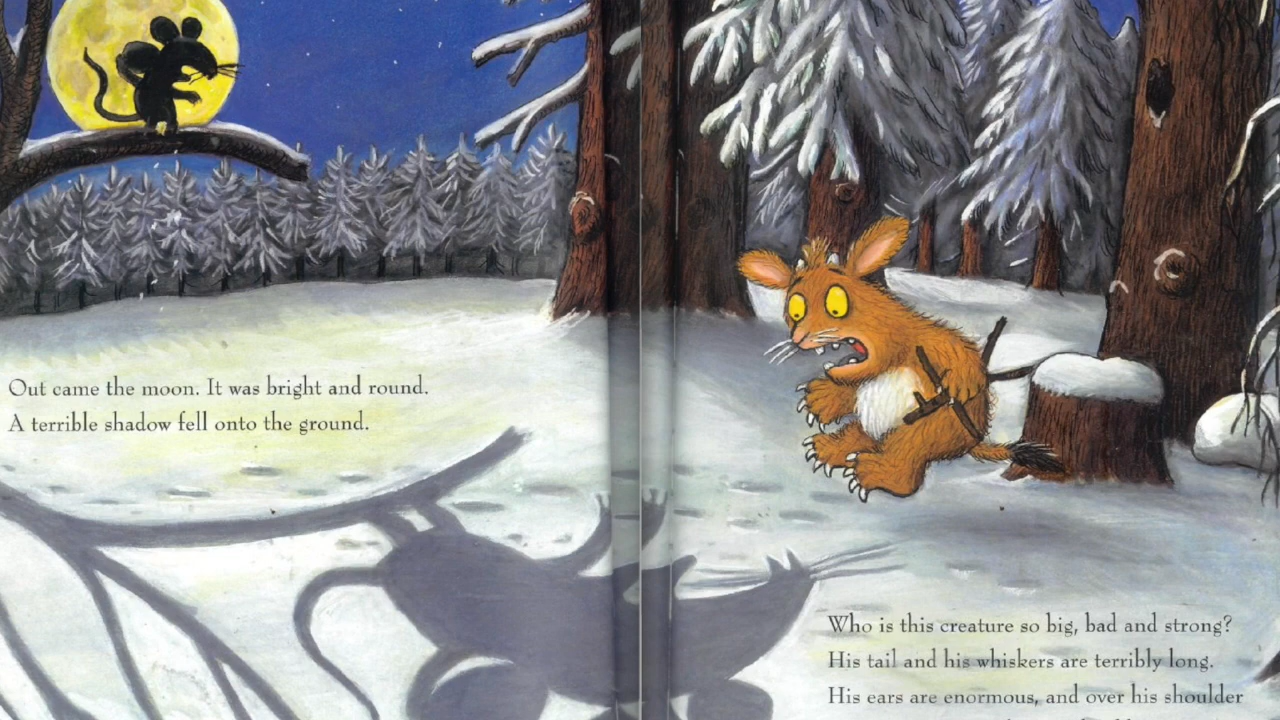 Out came the moon. It was bright and round.
A terrible shadow fell onto the ground.
Who is this creature so big, bad and strong?
His tail and his whiskers are terribly long.
His ears are enormous, and over his shoulder